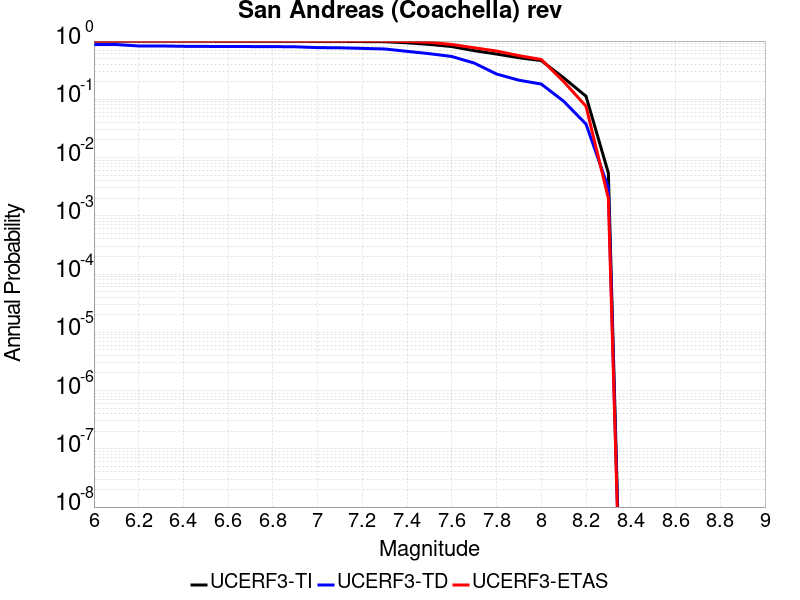 San Andreas (Coachella) rev
10^0
10^-1
10^-2
10^-3
10^-4
10^-5
10^-6
10^-7
10^-8
Annual Probability
6 6.2 6.4 6.6 6.8 7 7.2 7.4 7.6 7.8 8 8.2 8.4 8.6 8.8 9
Magnitude
UCERF3-TI UCERF3-TD UCERF3-ETAS